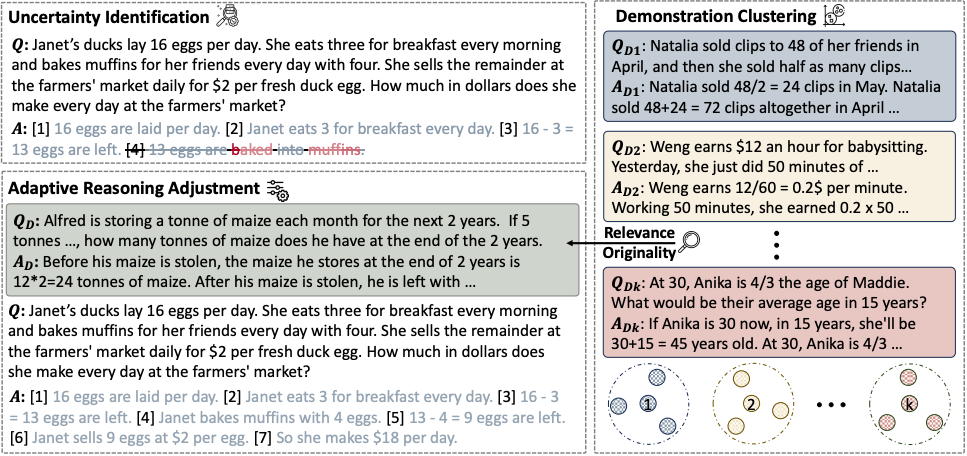 Uncertainty Identification
Q: Janet's ducks lay 16 eggs per day. She eats three for breakfast every morning
and bakes muffins for her friends every day with four. She sells the remainder at
the farmers' market daily for $2 per fresh duck egg. How much in dollars does she
make every day at the farmers' market?
A: [1] 16 eggs are laid per day. [2] Janet eats 3 for breakfast every day. [3] 16 - 3 =
13 eggs are left. [4] 13 eggs are baked into muffins.
Adaptive Reasoning Adjustment
Q_D: Alfred is storing a tonne of maize each month for the next 2 years. If 5
tonnes ..., how many tonnes of maize does he have at the end of the 2 years.
A_D: Before his maize is stolen, the maize he stores at the end of 2 years is
12*2=24 tonnes of maize. After his maize is stolen, he is left with ...
Q: Janet's ducks lay 16 eggs per day. She eats three for breakfast every morning
and bakes muffins for her friends every day with four. She sells the remainder at
the farmers' market daily for $2 per fresh duck egg. How much in dollars does
she make every day at the farmers' market?
A: [1] 16 eggs are laid per day. [2] Janet eats 3 for breakfast every day. [3] 16 - 3
= 13 eggs are left. [4] Janet bakes muffins with 4 eggs. [5] 13 - 4 = 9 eggs are left.
[6] Janet sells 9 eggs at $2 per egg. [7] So she makes $18 per day.
Demonstration Clustering
Q_D1: Natalia sold clips to 48 of her friends in
April, and then she sold half as many clips...
A_D1: Natalia sold 48/2 = 24 clips in May. Natalia
sold 48+24 = 72 clips altogether in April ...
Q_D2: Weng earns $12 an hour for babysitting.
Yesterday, she just did 50 minutes of ...
A_D2: Weng earns 12/60 = 0.2$ per minute.
Working 50 minutes, she earned 0.2 x 50 ...
Relevance
Originality
Q_Dk: At 30, Anika is 4/3 the age of Maddie.
What would be their average age in 15 years?
A_Dk: If Anika is 30 now, in 15 years, she'll be
30+15 = 45 years old. At 30, Anika is 4/3 ...
1 2 ... k